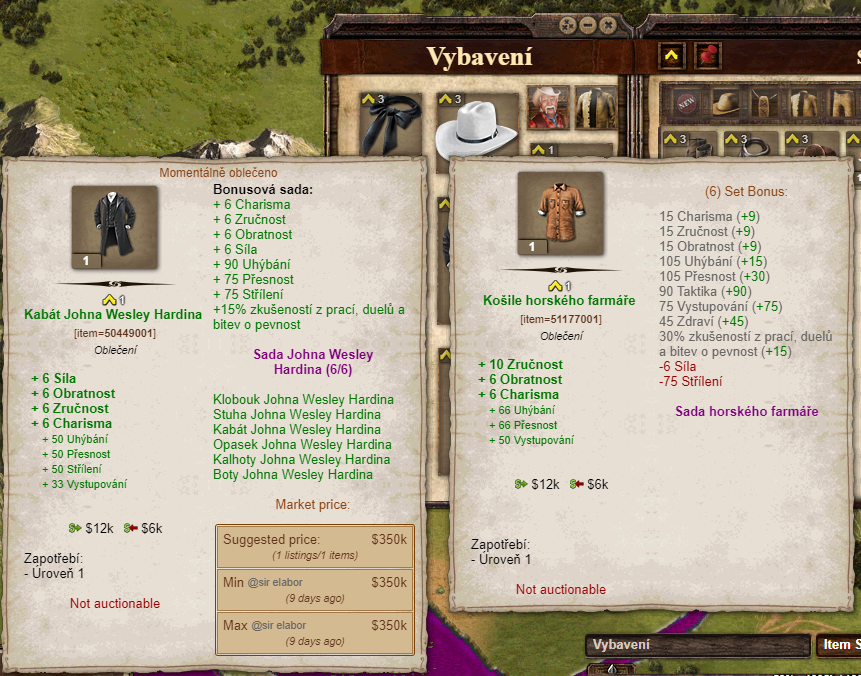 Vybavení
3
3
1
NEW
3
3
3
Momentálně oblečeno
1
1
Kabát Johna Wesley Hardina
[item=50449001]
Oblečení
+ 6 Síla
+ 6 Obratnost
+ 6 Zručnost
+ 6 Charisma
+ 50 Uhýbání
+ 50 Přesnost
+ 50 Střílení
+ 33 Vystupování
$12k $6k
Zapotřebí:
- Úroveň 1
Not auctionable
Bonusová sada:
+ 6 Charisma
+ 6 Zručnost
+ 6 Obratnost
+ 6 Síla
+ 90 Uhýbání
+ 75 Přesnost
+ 75 Střílení
+15% zkušeností z prací, duelů a
bitev o pevnost
Sada Johna Wesley
Hardina (6/6)
Klobouk Johna Wesley Hardina
Stuha Johna Wesley Hardina
Kabát Johna Wesley Hardina
Opasek Johna Wesley Hardina
Kalhoty Johna Wesley Hardina
Boty Johna Wesley Hardina
Market price:
Suggested price: $350k
(1 listings/1 items)
Min @sir elabor $350k
(9 days ago)
Max @sir elabor $350k
(9 days ago)
1
1
Košile horského farmáře
[item=51177001]
Oblečení
+ 10 Zručnost
+ 6 Obratnost
+ 6 Charisma
+ 66 Uhýbání
+ 66 Přesnost
+ 50 Vystupování
$12k $6k
Zapotřebí:
- Úroveň 1
Not auctionable
(6) Set Bonus:
15 Charisma (+9)
15 Zručnost (+9)
15 Obratnost (+9)
105 Uhýbání (+15)
105 Přesnost (+30)
90 Taktika (+90)
75 Vystupování (+75)
45 Zdraví (+45)
30% zkušeností z prací, duelů
a bitev o pevnost (+15)
-6 Síla
-75 Střílení
Sada horského farmáře
Vybavení
Item S